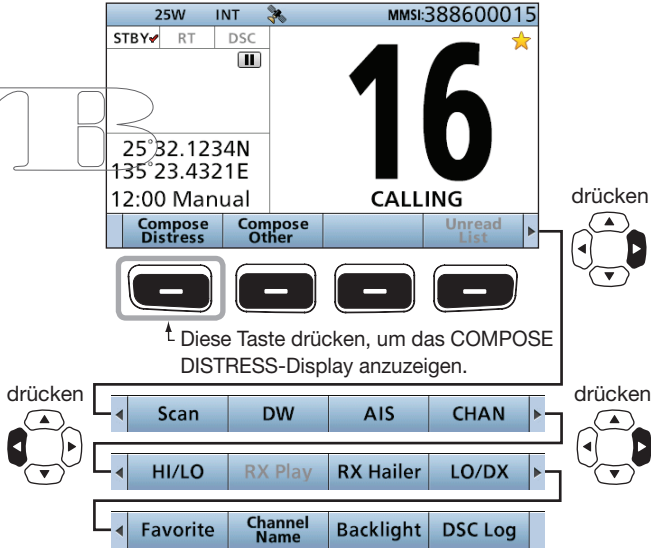 25W INT MMSI:388600015
STBY✔ RT DSC
16
25°32.1234N
135°23.4321E
12:00 Manual CALLING
Compose Distress Compose Other Unread List
drücken
Diese Taste drücken, um das COMPOSE
DISTRESS-Display anzuzeigen.
drücken drücken
Scan DW AIS CHAN
HI/LO RX Play RX Hailer LO/DX
Favorite Channel Name Backlight DSC Log